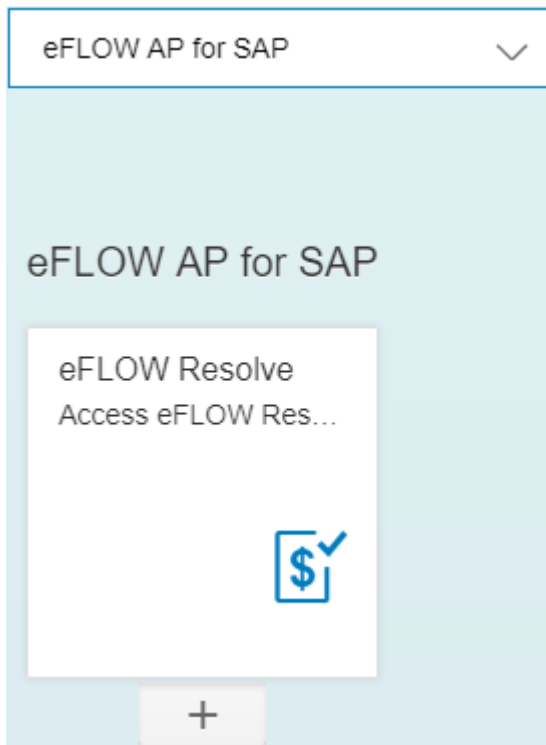 eFLOW AP for SAP
eFLOW AP for SAP
eFLOW Resolve
Access eFLOW Res...
$
+